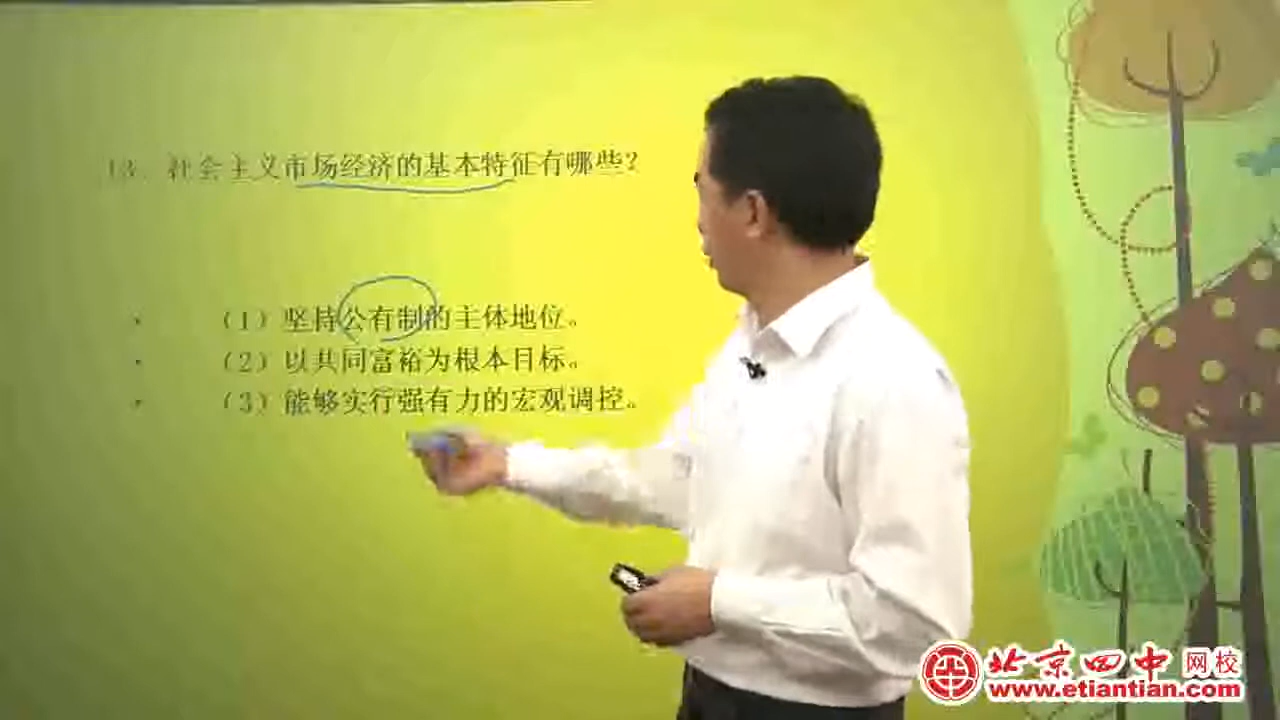 13. 社会主义市场经济的基本特征有哪些?
· (1)坚持公有制的主体地位。
· (2)以共同富裕为根本目标。
· (3)能够实行强有力的宏观调控。
北京四中网校
www.etiantian.com